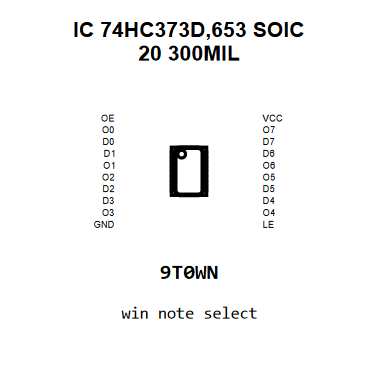 IC 74HC373D,653 SOIC
20 300MIL
OE VCC
O0 O7
D0 D7
D1 D6
O1 O6
O2 O5
D2 D5
D3 D4
O3 O4
GND LE
9T0WN
win note select